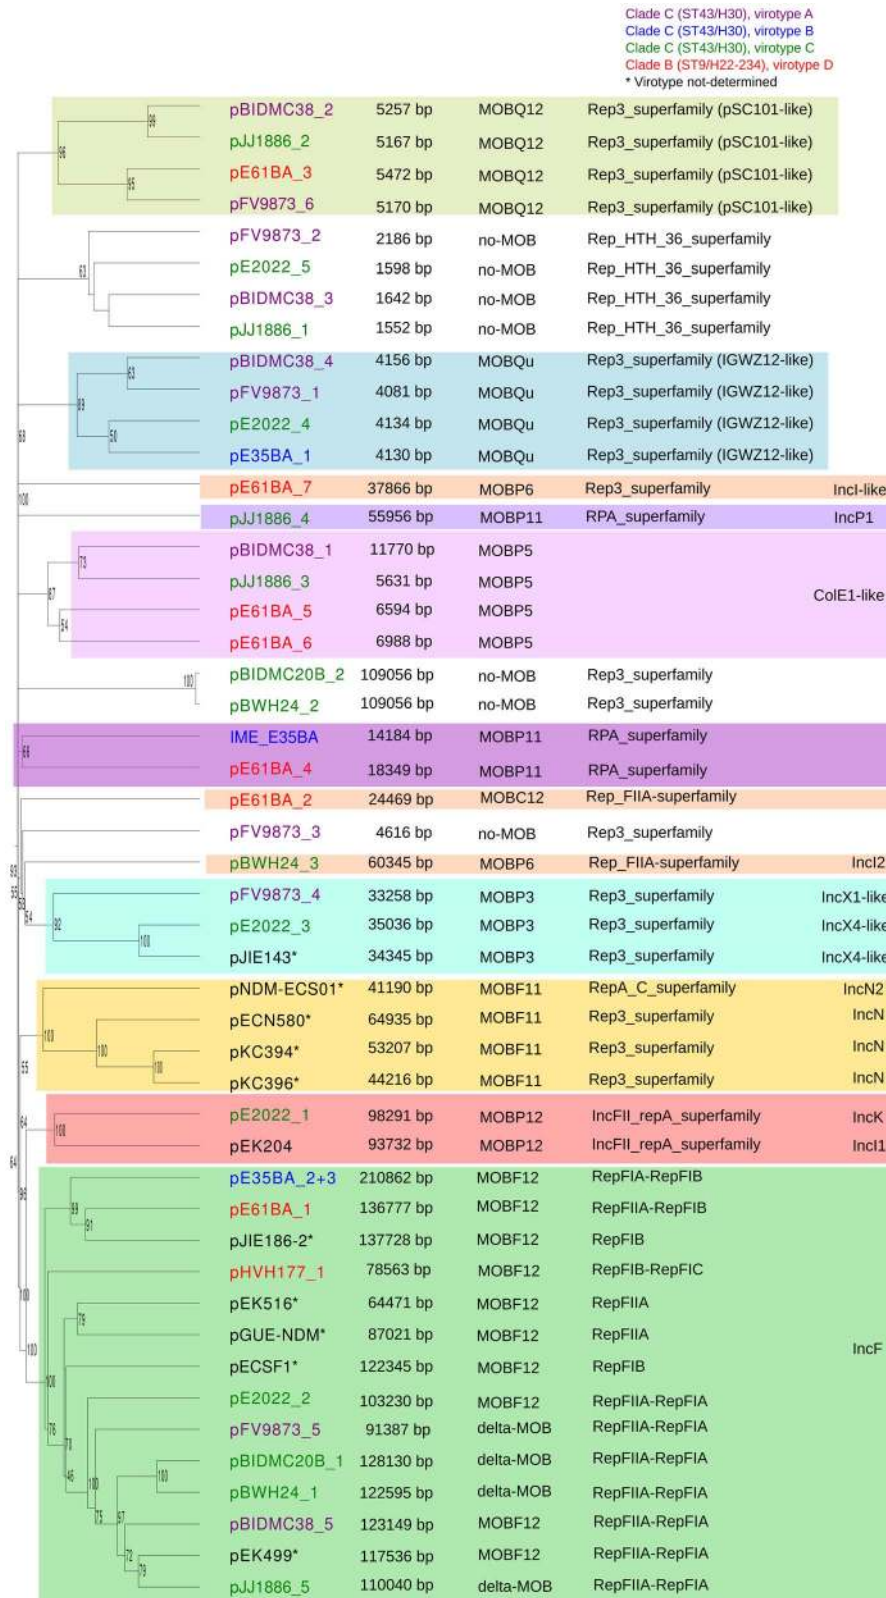 Clade C (ST43/H30), virotype A
Clade C (ST43/H30), virotype B
Clade C (ST43/H30), virotype C
Clade B (ST9/H22-234), virotype D
* Virotype not-determined
pBIDMC38_2 5257 bp MOBQ12 Rep3_superfamily (pSC101-like)
pJJ1886_2 5167 bp MOBQ12 Rep3_superfamily (pSC101-like)
pE61BA_3 5472 bp MOBQ12 Rep3_superfamily (pSC101-like)
pFV9873_6 5170 bp MOBQ12 Rep3_superfamily (pSC101-like)
pFV9873_2 2186 bp no-MOB Rep_HTH_36_superfamily
pE2022_5 1598 bp no-MOB Rep_HTH_36_superfamily
pBIDMC38_3 1642 bp no-MOB Rep_HTH_36_superfamily
pJJ1886_1 1552 bp no-MOB Rep_HTH_36_superfamily
pBIDMC38_4 4156 bp MOBQu Rep3_superfamily (IGWZ12-like)
pFV9873_1 4081 bp MOBQu Rep3_superfamily (IGWZ12-like)
pE2022_4 4134 bp MOBQu Rep3_superfamily (IGWZ12-like)
pE35BA_1 4130 bp MOBQu Rep3_superfamily (IGWZ12-like)
pE61BA_7 37866 bp MOBP6 Rep3_superfamily IncI-like
pJJ1886_4 55956 bp MOBP11 RPA_superfamily IncP1
pBIDMC38_1 11770 bp MOBP5
pJJ1886_3 5631 bp MOBP5
ColE1-like
pE61BA_5 6594 bp MOBP5
pE61BA_6 6988 bp MOBP5
pBIDMC20B_2 109056 bp no-MOB Rep3_superfamily
pBWH24_2 109056 bp no-MOB Rep3_superfamily
IME_E35BA 14184 bp MOBP11 RPA_superfamily
pE61BA_4 18349 bp MOBP11 RPA_superfamily
pE61BA_2 24469 bp MOBC12 Rep_FIIA-superfamily
pFV9873_3 4616 bp no-MOB Rep3_superfamily
pBWH24_3 60345 bp MOBP6 Rep_FIIA-superfamily IncI2
pFV9873_4 33258 bp MOBP3 Rep3_superfamily IncX1-like
pE2022_3 35036 bp MOBP3 Rep3_superfamily IncX4-like
pJIE143* 34345 bp MOBP3 Rep3_superfamily IncX4-like
pNDM-ECS01* 41190 bp MOBF11 RepA_C_superfamily IncN2
pECN580* 64935 bp MOBF11 Rep3_superfamily IncN
pKC394* 53207 bp MOBF11 Rep3_superfamily IncN
pKC396* 44216 bp MOBF11 Rep3_superfamily IncN
pE2022_1 98291 bp MOBP12 IncFII_repA_superfamily IncK
pEK204 93732 bp MOBP12 IncFII_repA_superfamily IncI1
pE35BA_2+3 210862 bp MOBF12 RepFIA-RepFIB
pE61BA_1 136777 bp MOBF12 RepFIIA-RepFIB
pJIE186-2* 137728 bp MOBF12 RepFIB
pHVH177_1 78563 bp MOBF12 RepFIB-RepFIC
pEK516* 64471 bp MOBF12 RepFIIA
pGUE-NDM* 87021 bp MOBF12 RepFIIA
IncF
pECSF1* 122345 bp MOBF12 RepFIB
pE2022_2 103230 bp MOBF12 RepFIIA-RepFIA
pFV9873_5 91387 bp delta-MOB RepFIIA-RepFIA
pBIDMC20B_1 128130 bp delta-MOB RepFIIA-RepFIA
pBWH24_1 122595 bp delta-MOB RepFIIA-RepFIA
pBIDMC38_5 123149 bp MOBF12 RepFIIA-RepFIA
pEK499* 117536 bp MOBF12 RepFIIA-RepFIA
pJJ1886_5 110040 bp delta-MOB RepFIIA-RepFIA